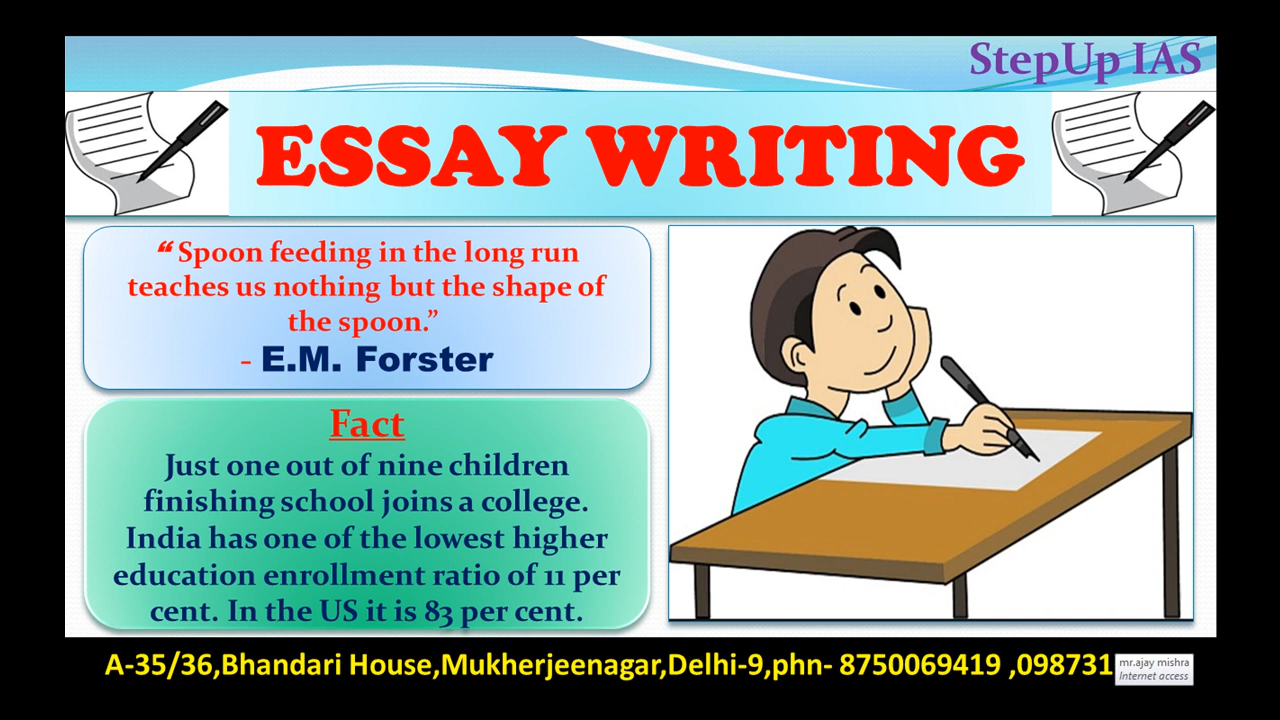 StepUp IAS
ESSAY WRITING
“ Spoon feeding in the long run
teaches us nothing but the shape of
the spoon.”
- E.M. Forster
Fact
Just one out of nine children
finishing school joins a college.
India has one of the lowest higher
education enrollment ratio of 11 per
cent. In the US it is 83 per cent.
A-35/36,Bhandari House,Mukherjeenagar,Delhi-9,phn- 8750069419 ,098731
mr.ajay mishra
Internet access